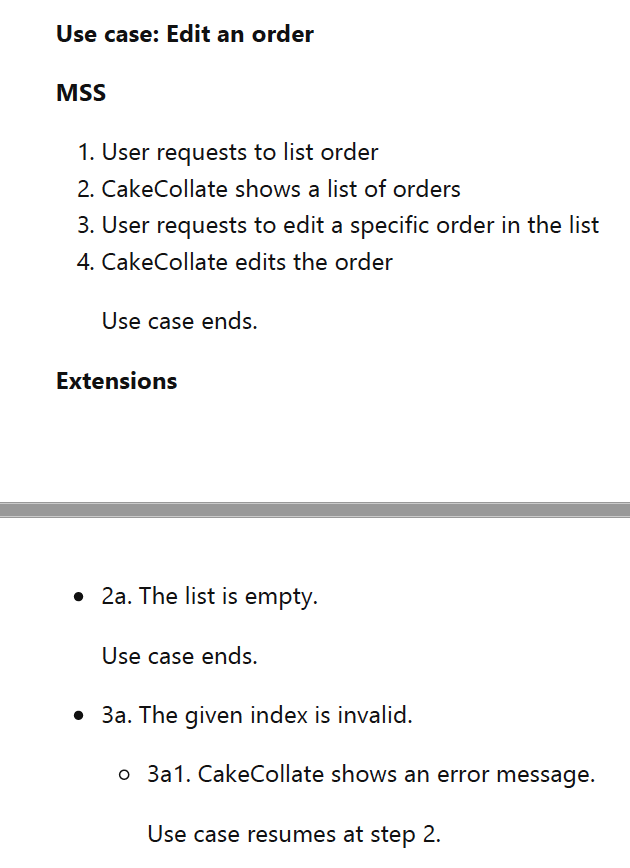 Use case: Edit an order
MSS
1. User requests to list order
2. CakeCollate shows a list of orders
3. User requests to edit a specific order in the list
4. CakeCollate edits the order
Use case ends.
Extensions
• 2a. The list is empty.
Use case ends.
• 3a. The given index is invalid.
○ 3a1. CakeCollate shows an error message.
Use case resumes at step 2.